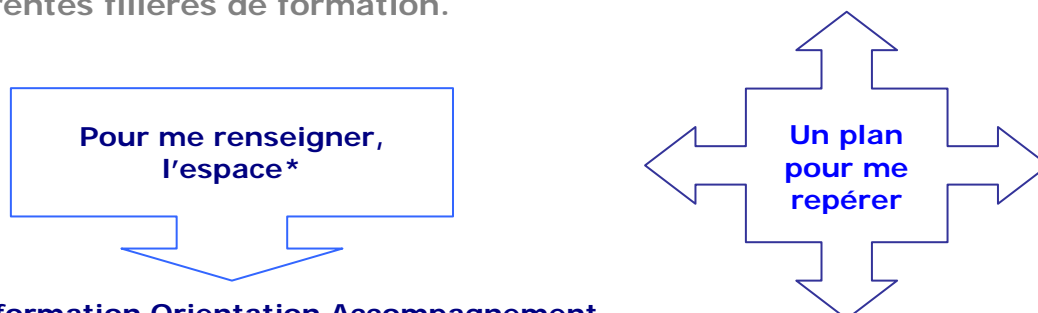 rentes filières de formation.
Pour me renseigner,
l'espace*
Un plan
pour me
repérer
formation Orientation Accompagnement